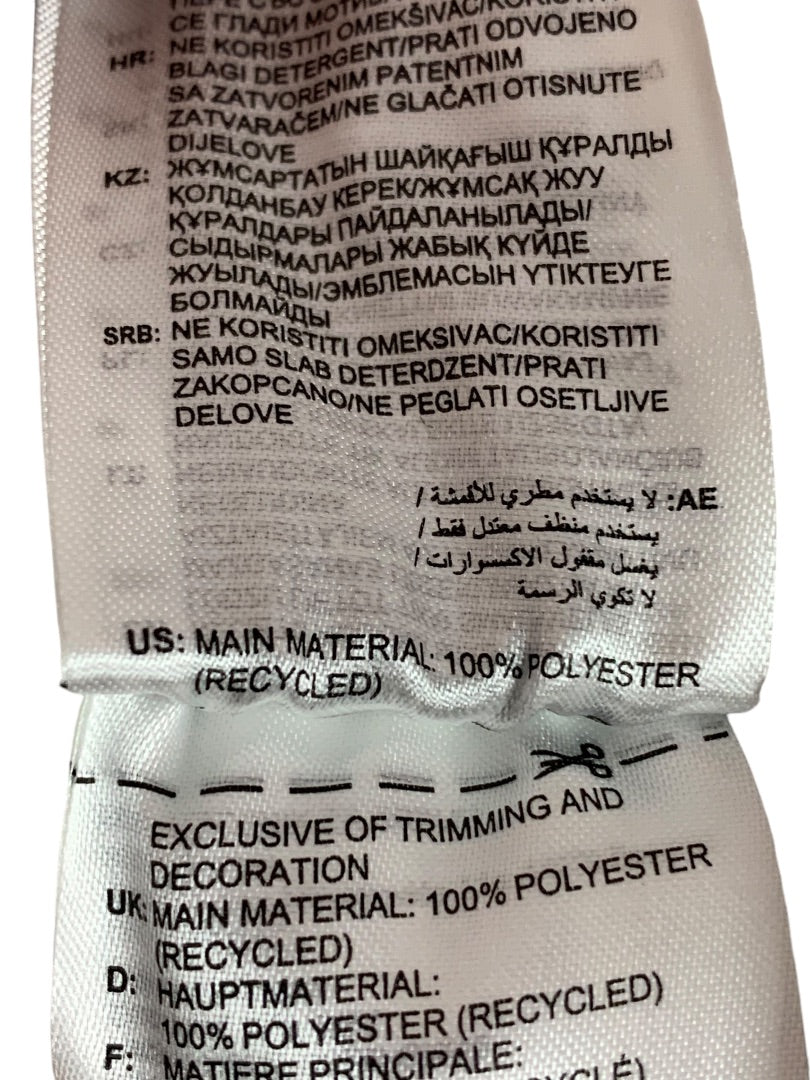 СЕ ГЛАДИ
HR: NE KORISTITI OMEKŠIVAČ/KORISTITI
BLAGI DETERGENT/PRATI ODVOJENO
SA ZATVORENIM PATENTNIM
ZATVARAČEM/NE GLAČATI OTISNUTE
DIJELOVE
KZ: ЖҰМСАРТАТЫН ШАЙҚАҒЫШ ҚҰРАЛДЫ
ҚОЛДАНБАУ КЕРЕК/ЖҰМСАҚ ЖУУ
ҚҰРАЛДАРЫ ПАЙДАЛАНЫЛАДЫ/
СЫДЫРМАЛАРЫ ЖАБЫҚ КҮЙДЕ
ЖУЫЛАДЫ/ЭМБЛЕМАСЫН ҮТІКТЕУГЕ
БОЛМАЙДЫ
SRB: NE KORISTITI OMEKSIVAC/KORISTITI
SAMO SLAB DETERDZENT/PRATI
ZAKOPCANO/NE PEGLATI OSETLJIVE
DELOVE
AE: لا يستخدم مطري للأقمشة /
يستخدم منظف معتدل فقط /
يغسل مقفول الاكسسوارات /
لا تكوي الرسمة
US: MAIN MATERIAL: 100% POLYESTER
(RECYCLED)
EXCLUSIVE OF TRIMMING AND
DECORATION
UK: MAIN MATERIAL: 100% POLYESTER
(RECYCLED)
D: HAUPTMATERIAL:
100% POLYESTER (RECYCLED)
F: MATIERE PRINCIPALE: